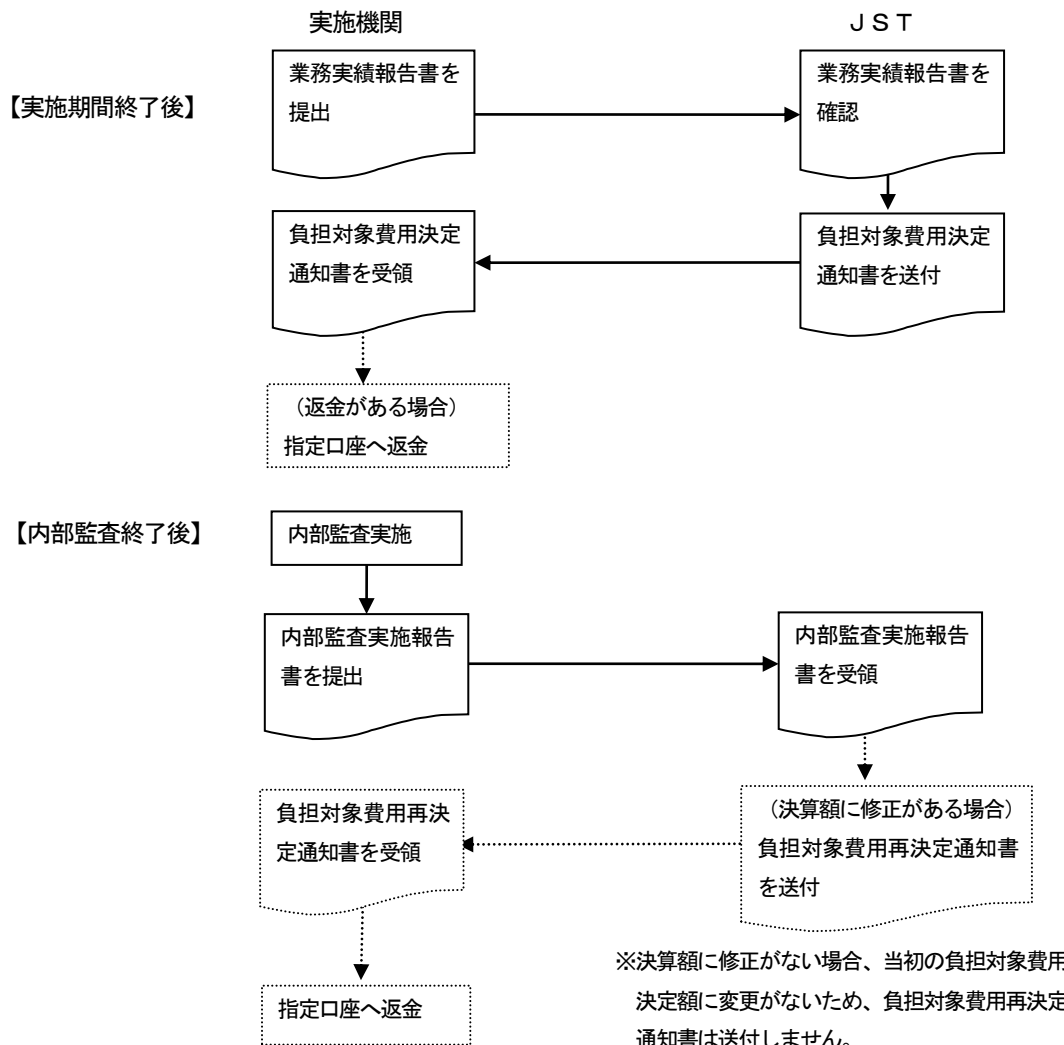 実施機関
JST
【実施期間終了後】
業務実績報告書を
提出
業務実績報告書を
確認
負担対象費用決定
通知書を受領
負担対象費用決定
通知書を送付
（返金がある場合）
指定口座へ返金
【内部監査終了後】
内部監査実施
内部監査実施報告
書を提出
内部監査実施報告
書を受領
負担対象費用再決
定通知書を受領
（決算額に修正がある場合）
負担対象費用再決定通知書
を送付
指定口座へ返金
※決算額に修正がない場合、当初の負担対象費用
決定額に変更がないため、負担対象費用再決定
通知書は送付しません。